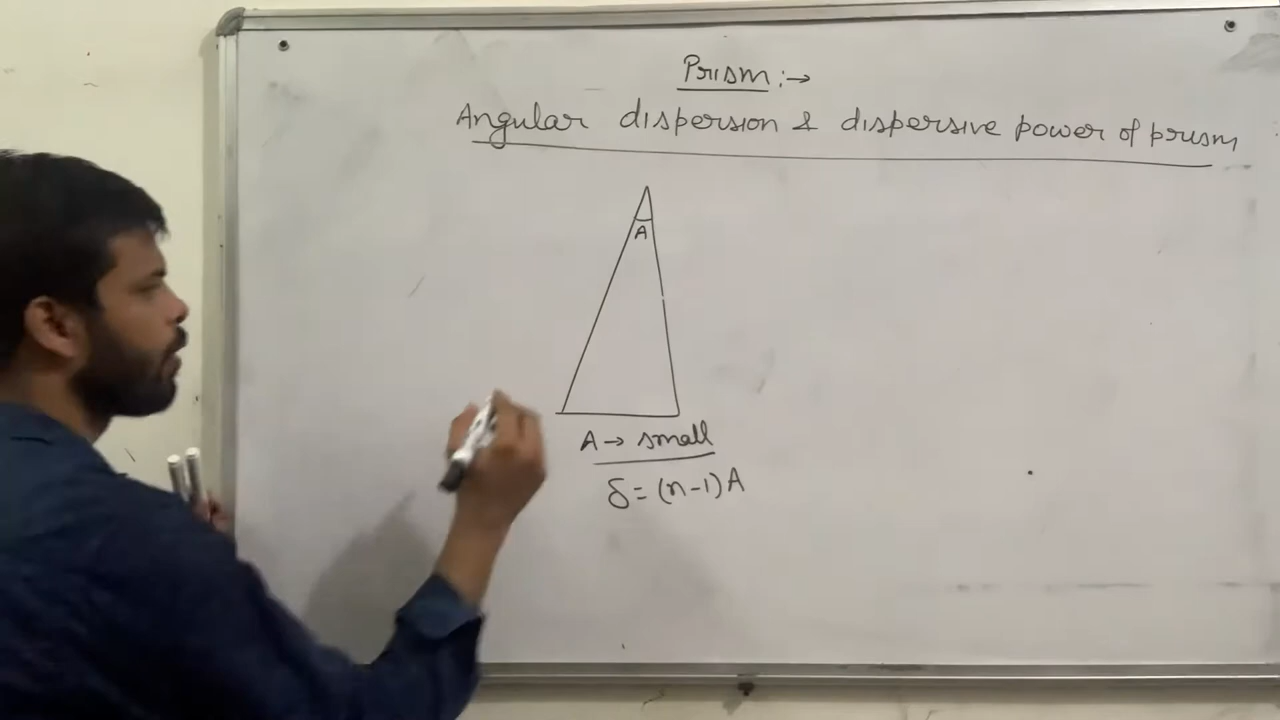 Prism :→
Angular dispersion & dispersive power of prism
A
A → small
δ = (n-1)A